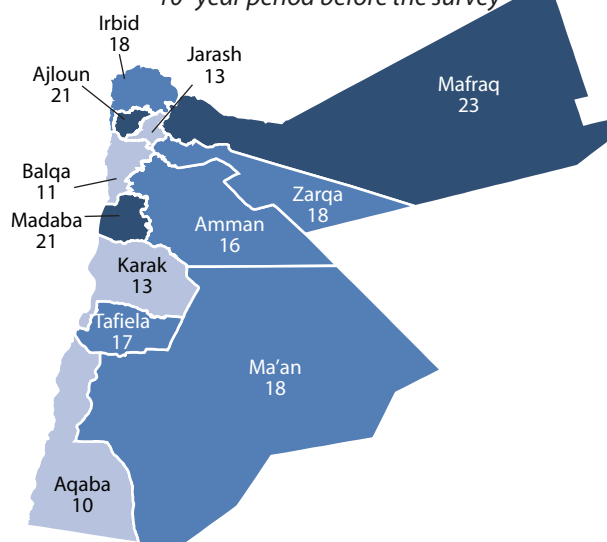 10-year period before the survey
Irbid
18
Jarash
13
Ajloun
21
Mafraq
23
Balqa
11
Zarqa
18
Madaba
21
Amman
16
Karak
13
Tafiela
17
Ma'an
18
Aqaba
10